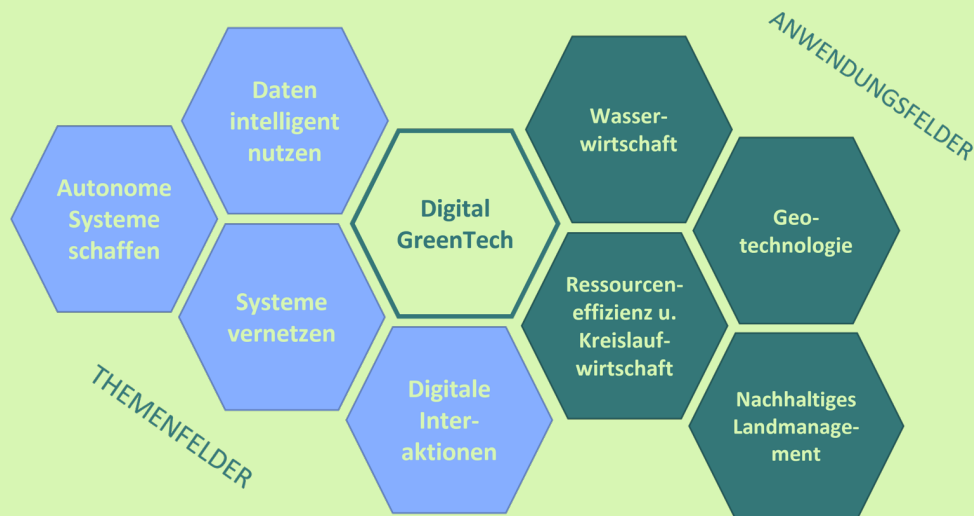 ANWENDUNGSFELDER
Daten
intelligent
nutzen
Autonome
Systeme
schaffen
Systeme
vernetzen
Digitale
Inter-
aktionen
Digital
GreenTech
Wasser-
wirtschaft
Geo-
technologie
Ressourcen-
effizienz u.
Kreislauf-
wirtschaft
Nachhaltiges
Landmanage-
ment
THEMENFELDER